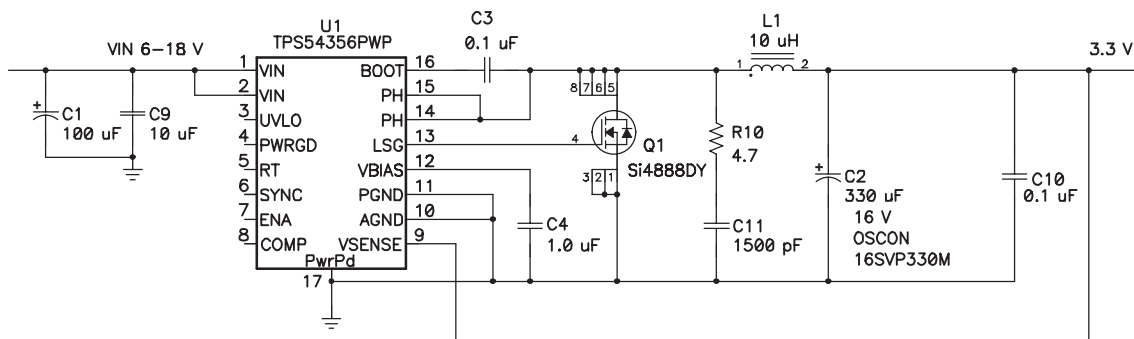 VIN 6–18 V
U1
TPS54356PWP
C3
0.1 uF
L1
10 uH
3.3 V
1 VIN
2 VIN
3 UVLO
4 PWRGD
5 RT
6 SYNC
7 ENA
8 COMP
BOOT 16
PH 15
PH 14
LSG 13
VBIAS 12
PGND 11
AGND 10
VSENSE 9
PwrPd
17
+
C1
100 uF
C9
10 uF
C4
1.0 uF
8 7 6 5
4
3 2 1
Q1
Si4888DY
1 2
R10
4.7
C11
1500 pF
+
C2
330 uF
16 V
OSCON
16SVP330M
C10
0.1 uF